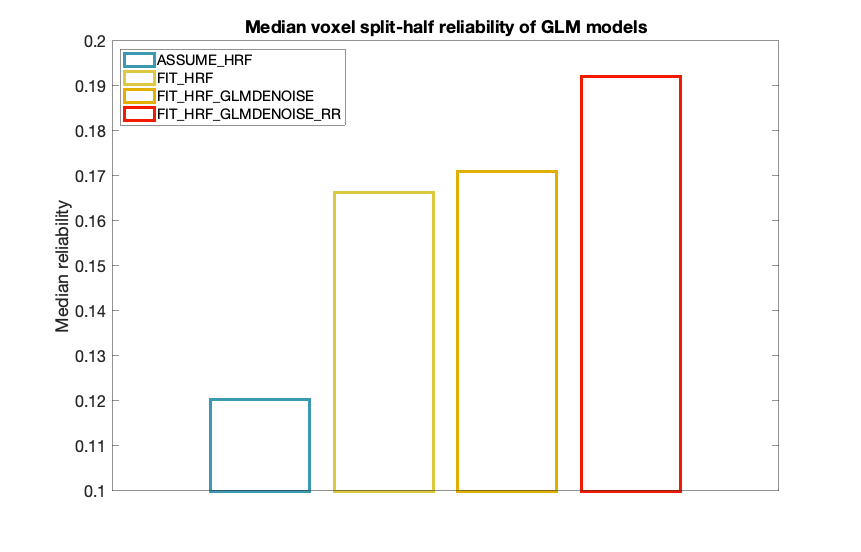 Median voxel split-half reliability of GLM models
ASSUME_HRF
FIT_HRF
FIT_HRF_GLMDENOISE
FIT_HRF_GLMDENOISE_RR
Median reliability
0.2
0.19
0.18
0.17
0.16
0.15
0.14
0.13
0.12
0.11
0.1